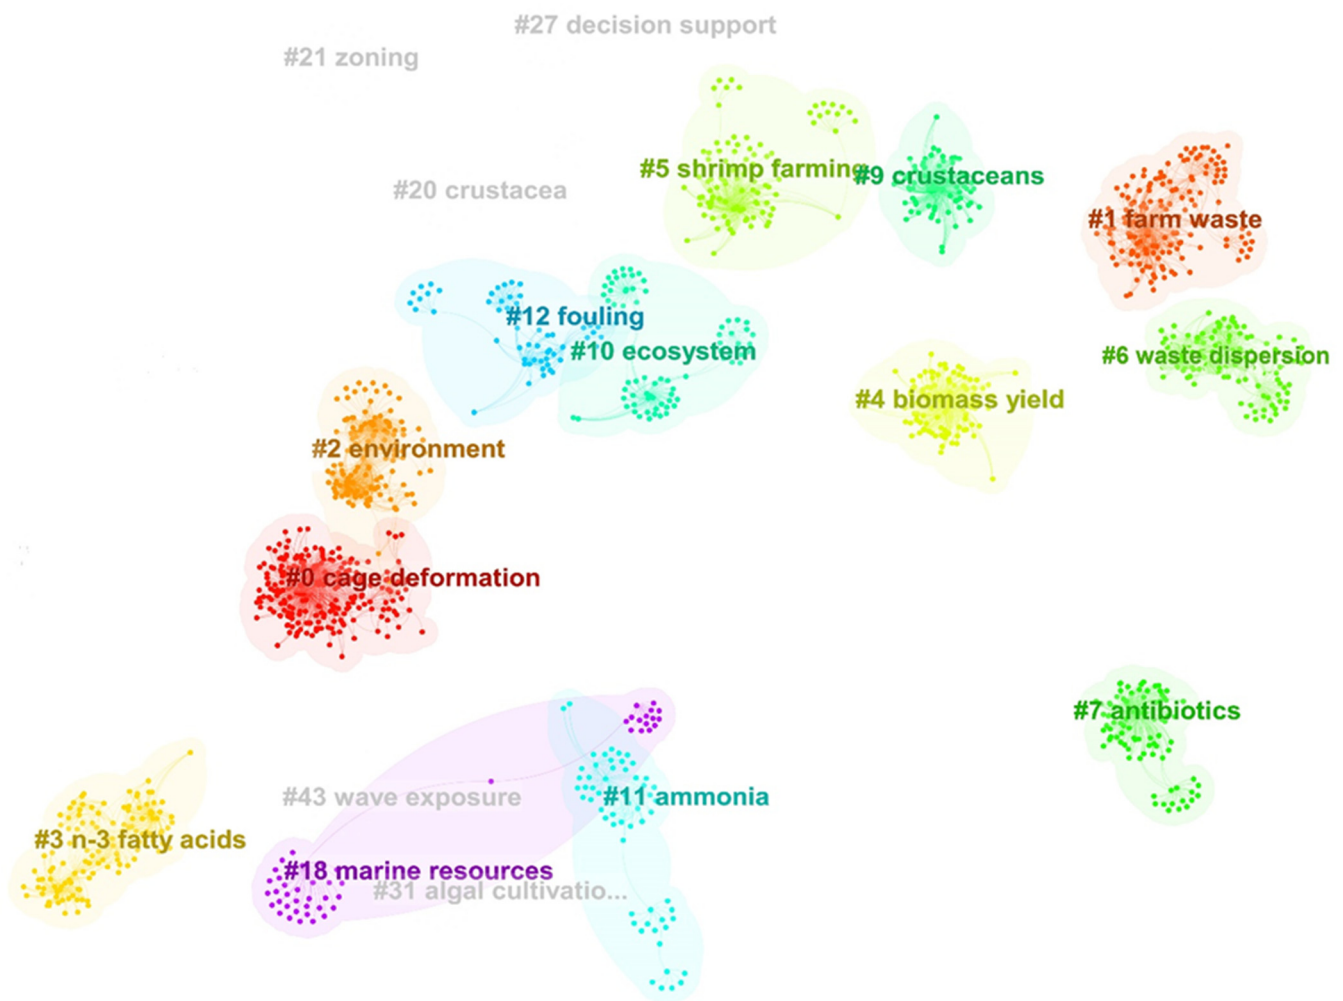 #27 decision support
#21 zoning
#5 shrimp farming
#9 crustaceans
#20 crustacea
#1 farm waste
#12 fouling
#10 ecosystem
#6 waste dispersion
#4 biomass yield
#2 environment
#0 cage deformation
#7 antibiotics
#43 wave exposure
#11 ammonia
#3 n-3 fatty acids
#18 marine resources
#31 algal cultivatio...